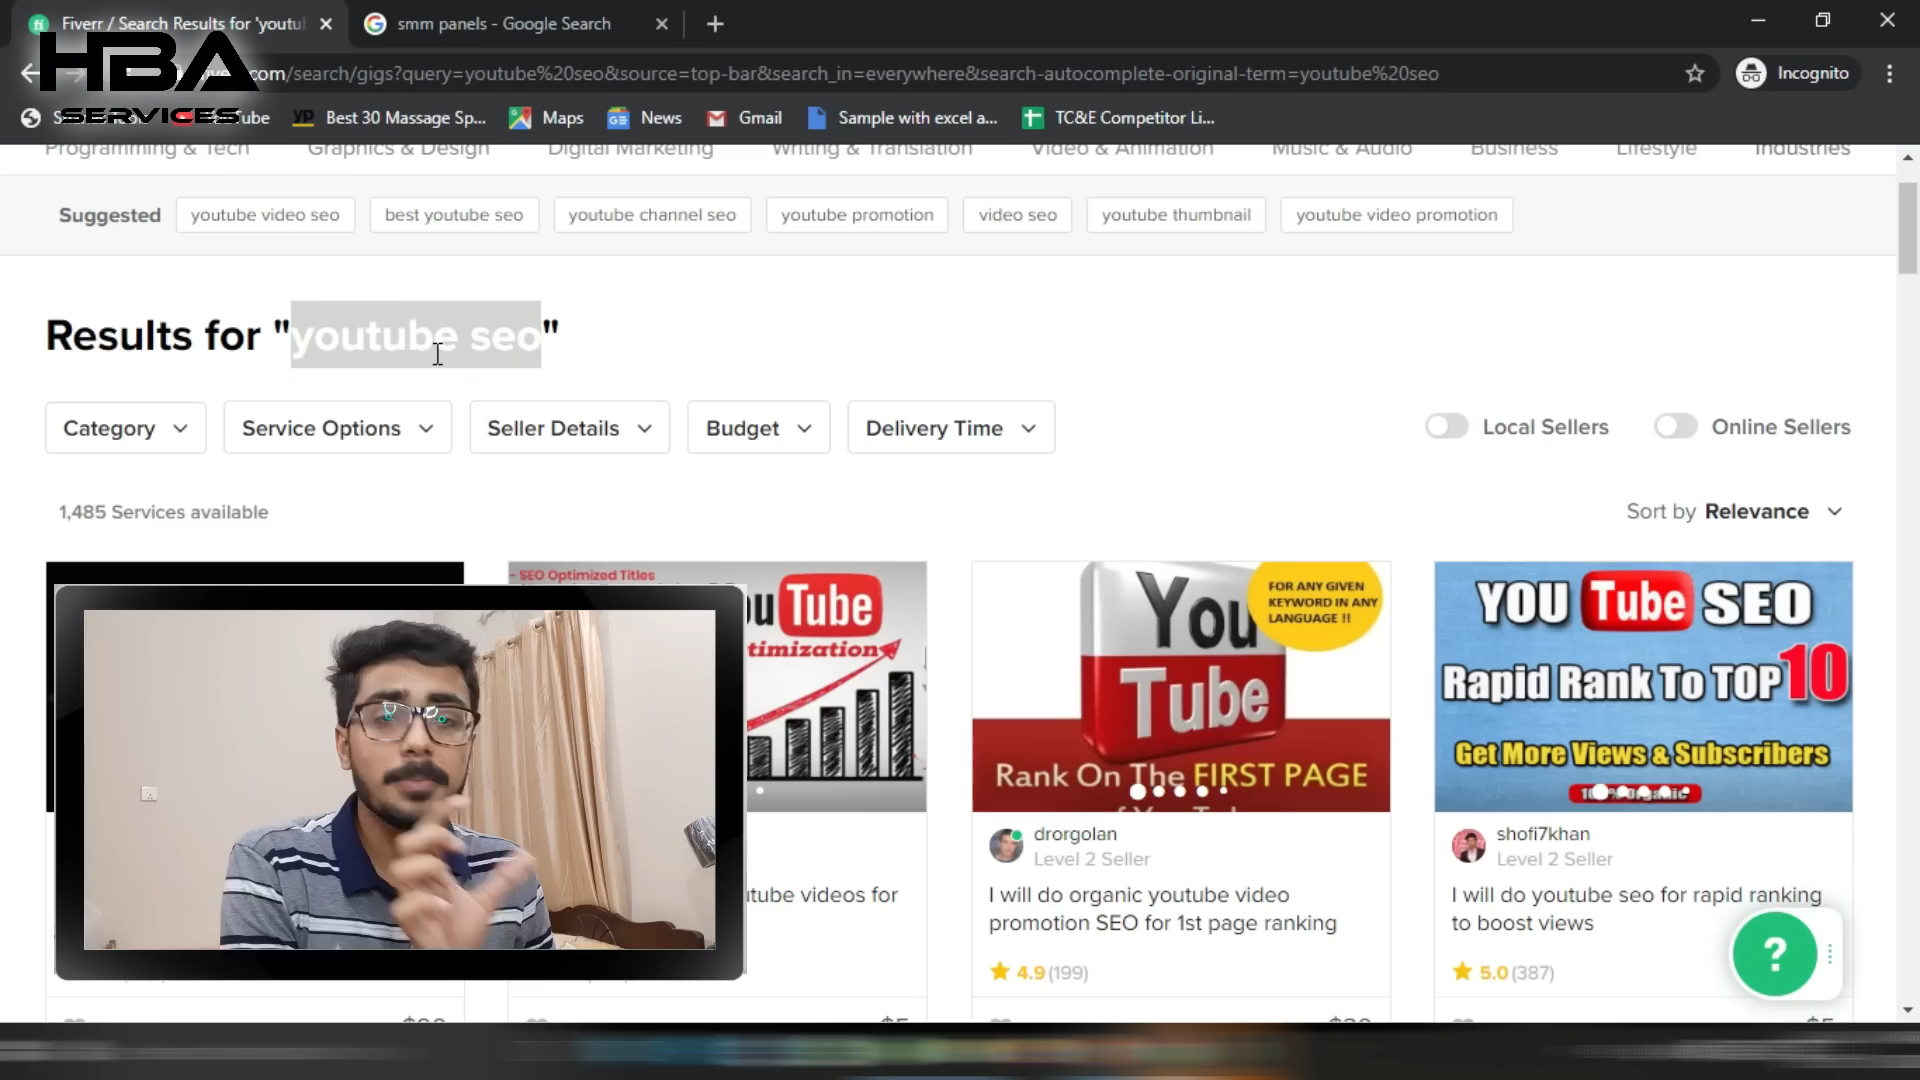 Fiverr / Search Results for 'youtu
smm panels - Google Search
HBA
SERVICES
.com/search/gigs?query=youtube%20seo&source=top-bar&search_in=everywhere&search-autocomplete-original-term=youtube%20seo
Incognito
YouTube
yp Best 30 Massage Sp...
Maps
News
Gmail
Sample with excel a...
TC&E Competitor Li...
Programming & Tech
Graphics & Design
Digital Marketing
Writing & Translation
Video & Animation
Music & Audio
Business
Lifestyle
Industries
Suggested
youtube video seo
best youtube seo
youtube channel seo
youtube promotion
video seo
youtube thumbnail
youtube video promotion
Results for "youtube seo"
Category
Service Options
Seller Details
Budget
Delivery Time
Local Sellers
Online Sellers
1,485 Services available
Sort by Relevance
- SEO Optimized Titles
ou Tube
timization
You
Tube
FOR ANY GIVEN
KEYWORD IN ANY
LANGUAGE !!
Rank On The FIRST PAGE
YOU Tube SEO
Rapid Rank To TOP 10
Get More Views & Subscribers
100% Organic
drorgolan
Level 2 Seller
shofi7khan
Level 2 Seller
tube videos for
I will do organic youtube video
promotion SEO for 1st page ranking
I will do youtube seo for rapid ranking
to boost views
4.9 (199)
5.0 (387)
?